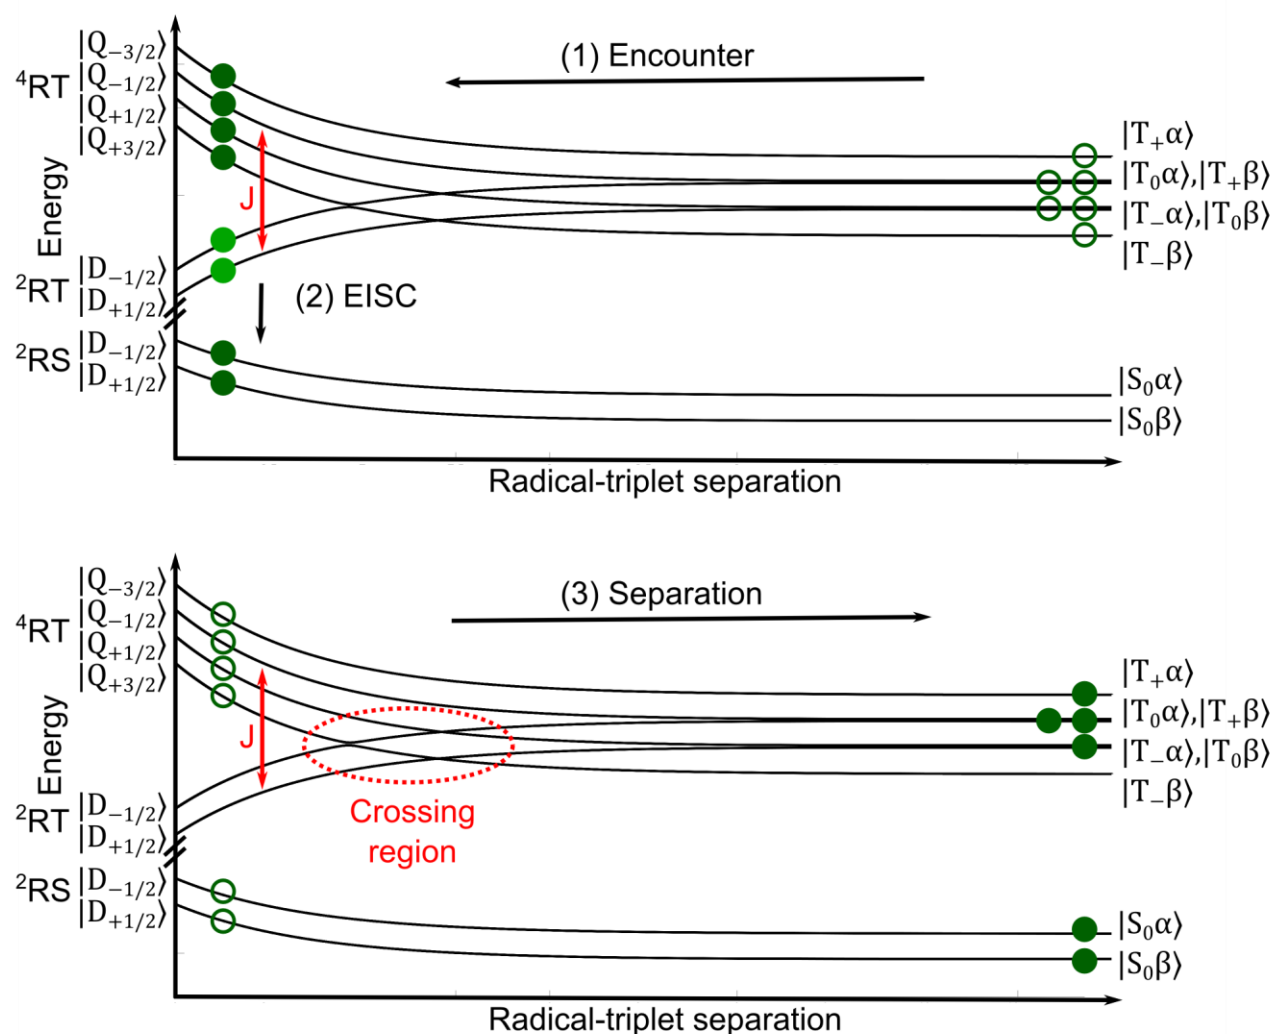 (1) Encounter
⁴RT
|Q₋₃/₂⟩
|Q₋₁/₂⟩
|Q₊₁/₂⟩
|Q₊₃/₂⟩
J
Energy
²RT
|D₋₁/₂⟩
|D₊₁/₂⟩
(2) EISC
²RS
|D₋₁/₂⟩
|D₊₁/₂⟩
|T₊α⟩
|T₀α⟩,|T₊β⟩
|T₋α⟩,|T₀β⟩
|T₋β⟩
|S₀α⟩
|S₀β⟩
Radical-triplet separation
(3) Separation
⁴RT
|Q₋₃/₂⟩
|Q₋₁/₂⟩
|Q₊₁/₂⟩
|Q₊₃/₂⟩
J
Energy
Crossing
region
²RT
|D₋₁/₂⟩
|D₊₁/₂⟩
²RS
|D₋₁/₂⟩
|D₊₁/₂⟩
|T₊α⟩
|T₀α⟩,|T₊β⟩
|T₋α⟩,|T₀β⟩
|T₋β⟩
|S₀α⟩
|S₀β⟩
Radical-triplet separation